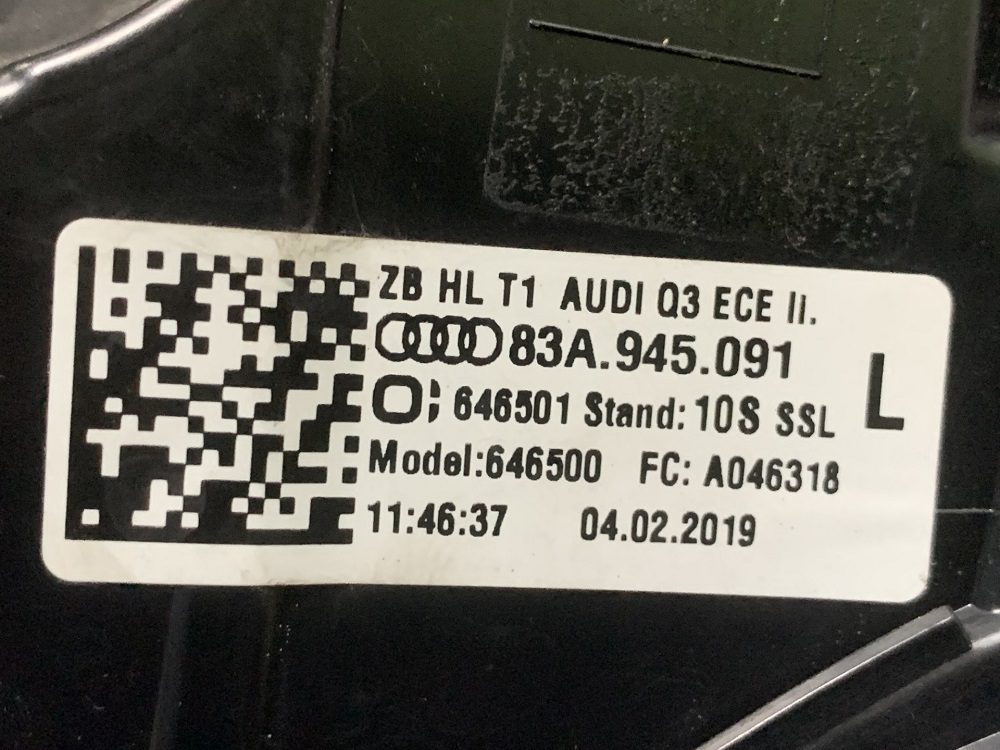 ZB HL T1 AUDI Q3 ECE II.
83A.945.091
L
646501 Stand: 10S SSL
Model:646500 FC: A046318
11:46:37 04.02.2019